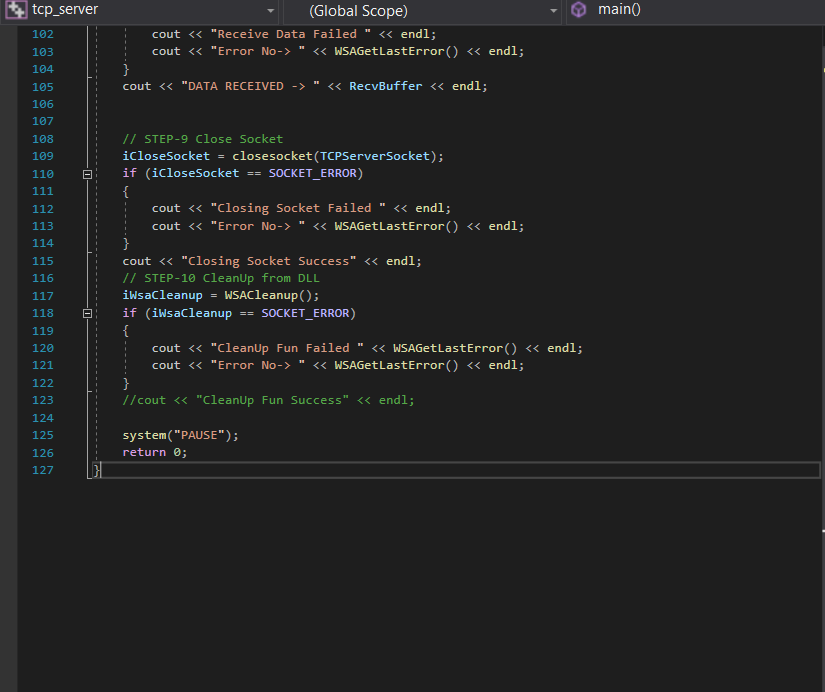 tcp_server (Global Scope) main()
102 cout << "Receive Data Failed " << endl;
103 cout << "Error No-> " << WSAGetLastError() << endl;
104 }
105 cout << "DATA RECEIVED -> " << RecvBuffer << endl;
106
107
108 // STEP-9 Close Socket
109 iCloseSocket = closesocket(TCPServerSocket);
110 if (iCloseSocket == SOCKET_ERROR)
111 {
112 cout << "Closing Socket Failed " << endl;
113 cout << "Error No-> " << WSAGetLastError() << endl;
114 }
115 cout << "Closing Socket Success" << endl;
116 // STEP-10 CleanUp from DLL
117 iWsaCleanup = WSACleanup();
118 if (iWsaCleanup == SOCKET_ERROR)
119 {
120 cout << "CleanUp Fun Failed " << WSAGetLastError() << endl;
121 cout << "Error No-> " << WSAGetLastError() << endl;
122 }
123 //cout << "CleanUp Fun Success" << endl;
124
125 system("PAUSE");
126 return 0;
127 }